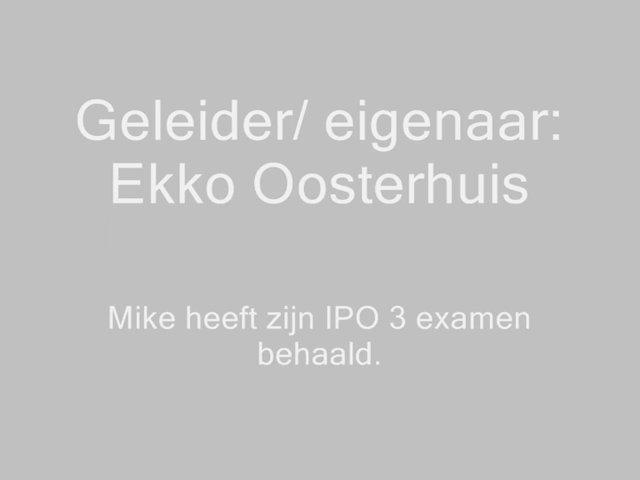 Geleider/ eigenaar:
Ekko Oosterhuis
Mike heeft zijn IPO 3 examen
behaald.